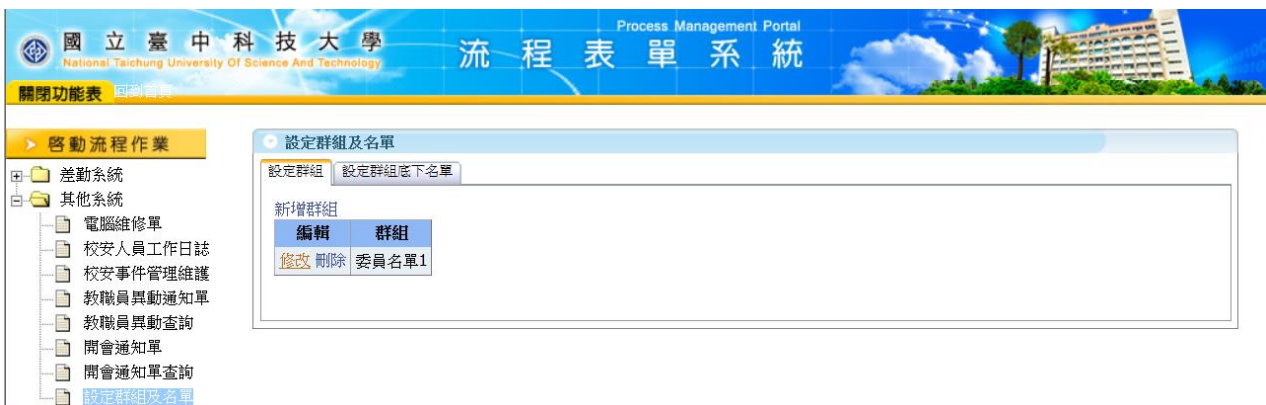 Process Management Portal
國立臺中科技大學
National Taichung University Of Science And Technology
流程表單系統
關閉功能表 回到首頁
啓動流程作業
差勤系統
其他系統
電腦維修單
校安人員工作日誌
校安事件管理維護
教職員異動通知單
教職員異動查詢
開會通知單
開會通知單查詢
設定群組及名單
設定群組及名單
設定群組 設定群組底下名單
新增群組
編輯 群組
修改 刪除 委員名單1